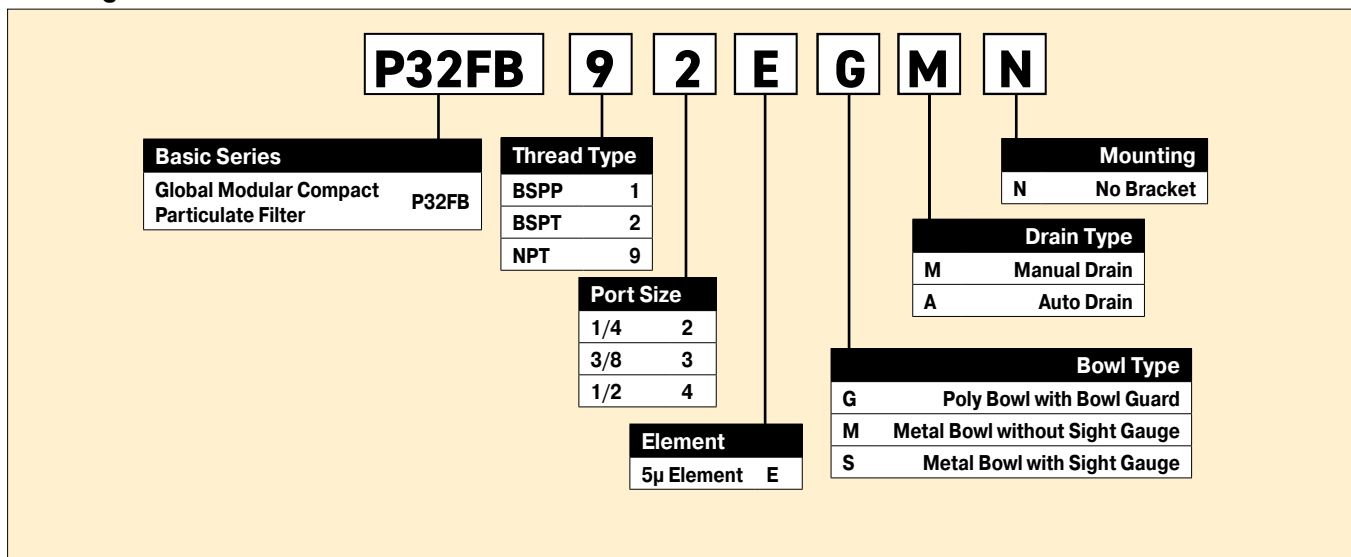 P32FB 9 2 E G M N
Basic Series
Global Modular Compact
Particulate Filter P32FB
Thread Type
BSPP 1
BSPT 2
NPT 9
Port Size
1/4 2
3/8 3
1/2 4
Element
5µ Element E
Mounting
N No Bracket
Drain Type
M Manual Drain
A Auto Drain
Bowl Type
G Poly Bowl with Bowl Guard
M Metal Bowl without Sight Gauge
S Metal Bowl with Sight Gauge